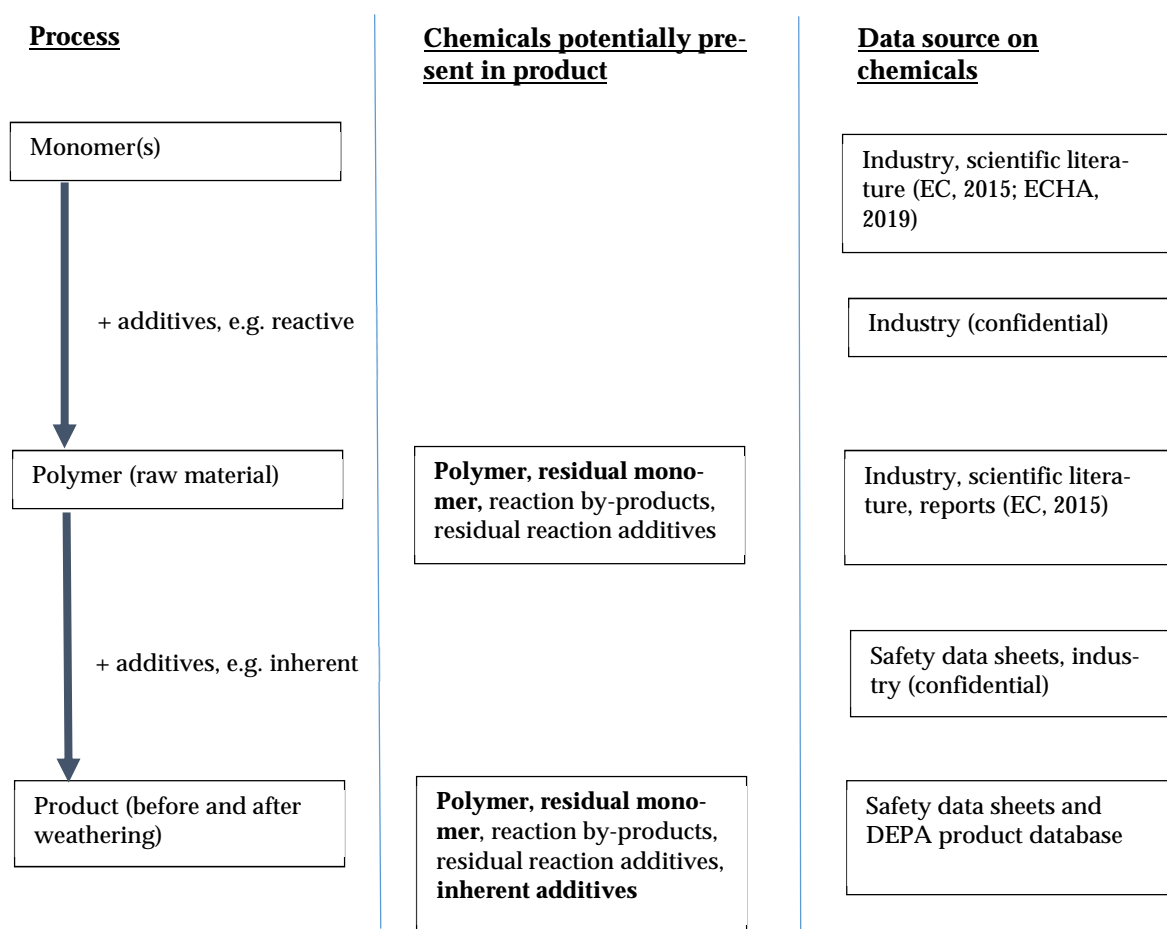 Process
Chemicals potentially pre-
sent in product
Data source on
chemicals
Monomer(s)
Industry, scientific litera-
ture (EC, 2015; ECHA,
2019)
+ additives, e.g. reactive
Industry (confidential)
Polymer (raw material)
Polymer, residual mono-
mer, reaction by-products,
residual reaction additives
Industry, scientific litera-
ture, reports (EC, 2015)
+ additives, e.g. inherent
Safety data sheets, indus-
try (confidential)
Product (before and after
weathering)
Polymer, residual mono-
mer, reaction by-products,
residual reaction additives,
inherent additives
Safety data sheets and
DEPA product database